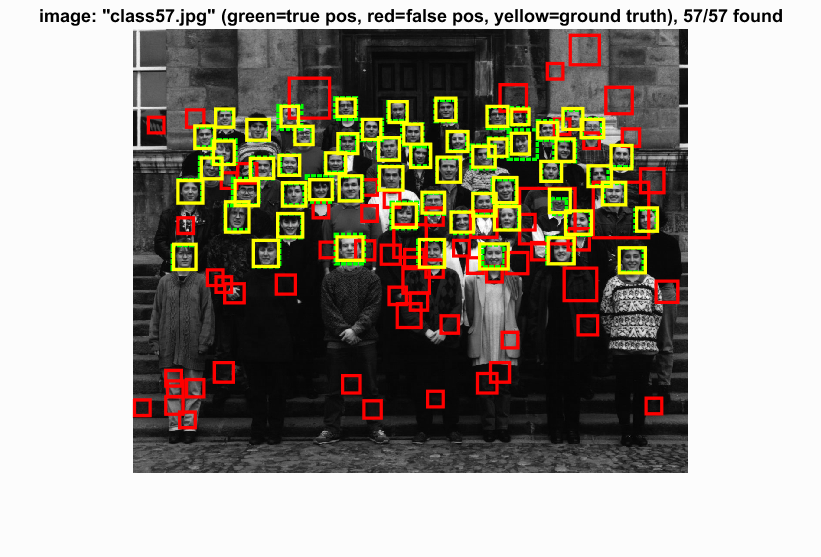 image: "class57.jpg" (green=true pos, red=false pos, yellow=ground truth), 57/57 found